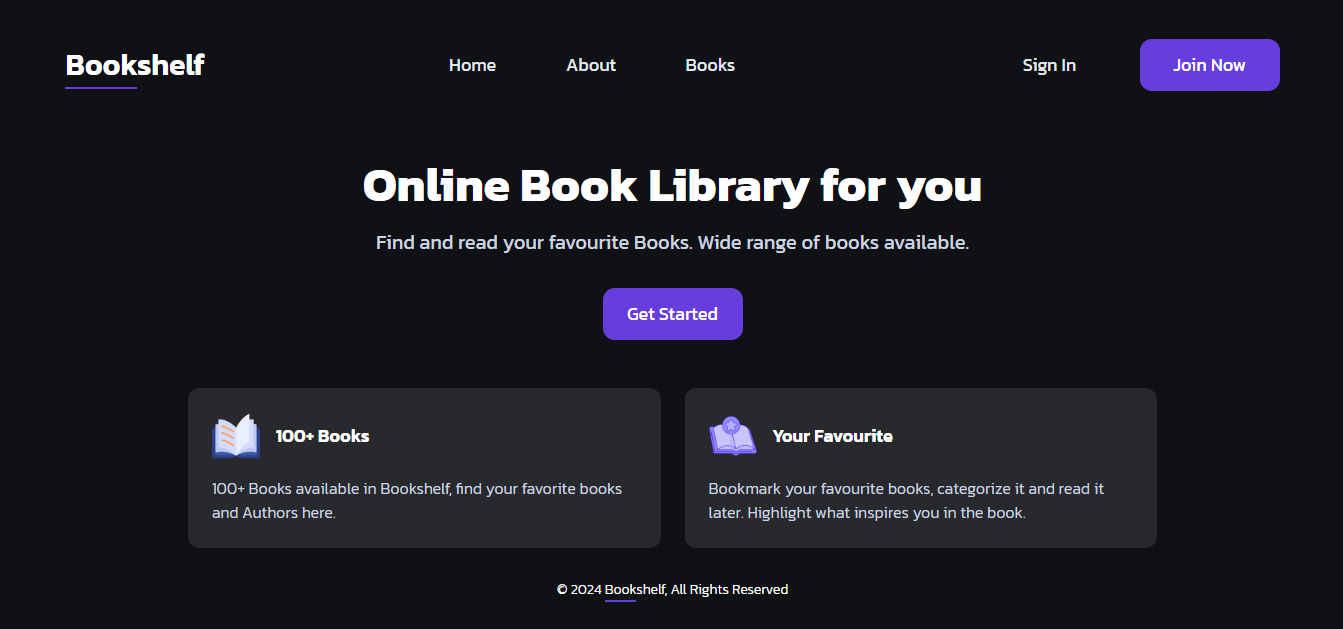 Bookshelf
Home About Books
Sign In
Join Now
Online Book Library for you
Find and read your favourite Books. Wide range of books available.
Get Started
100+ Books
100+ Books available in Bookshelf, find your favorite books
and Authors here.
Your Favourite
Bookmark your favourite books, categorize it and read it
later. Highlight what inspires you in the book.
© 2024 Bookshelf, All Rights Reserved